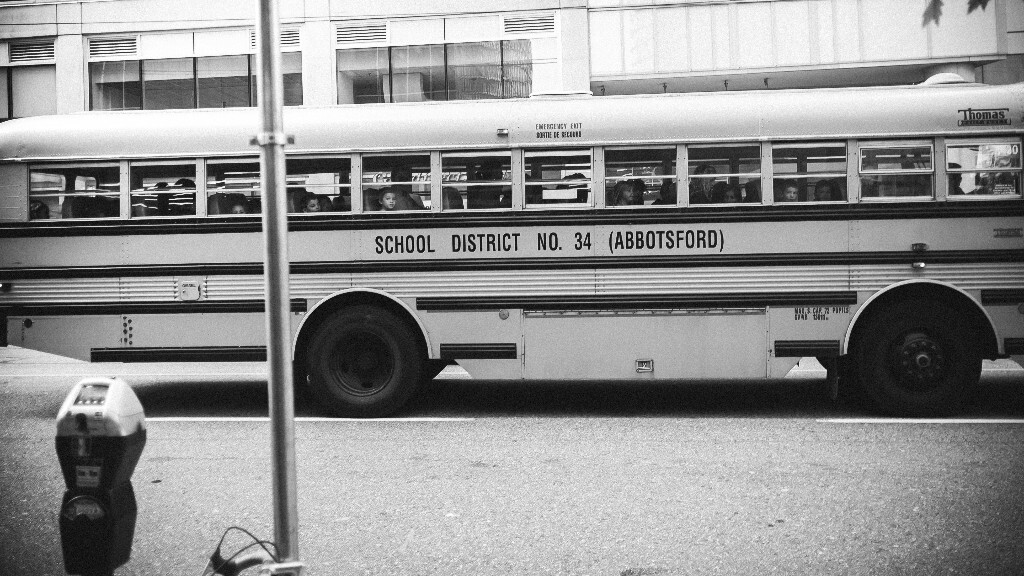 EMERGENCY EXIT
SORTIE DE SECOURS
Thomas
SCHOOL DISTRICT NO. 34 (ABBOTSFORD)